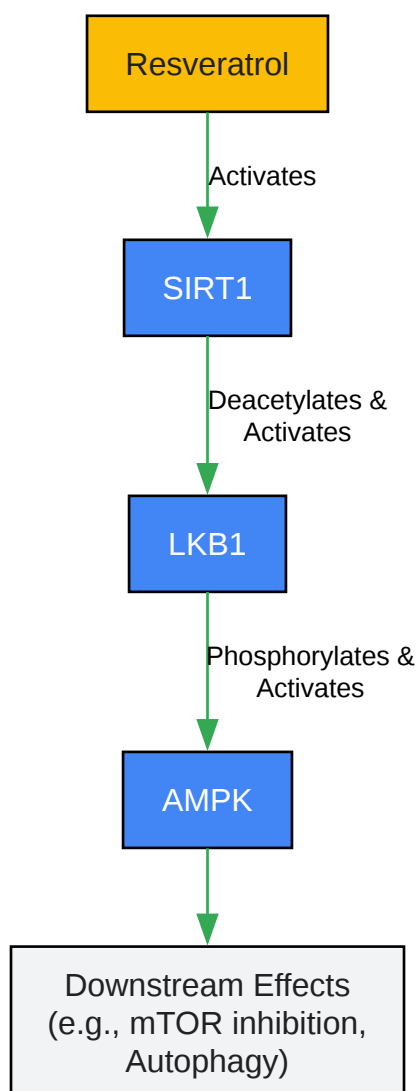 Resveratrol
Activates
SIRT1
Deacetylates &
Activates
LKB1
Phosphorylates &
Activates
AMPK
Downstream Effects
(e.g., mTOR inhibition,
Autophagy)